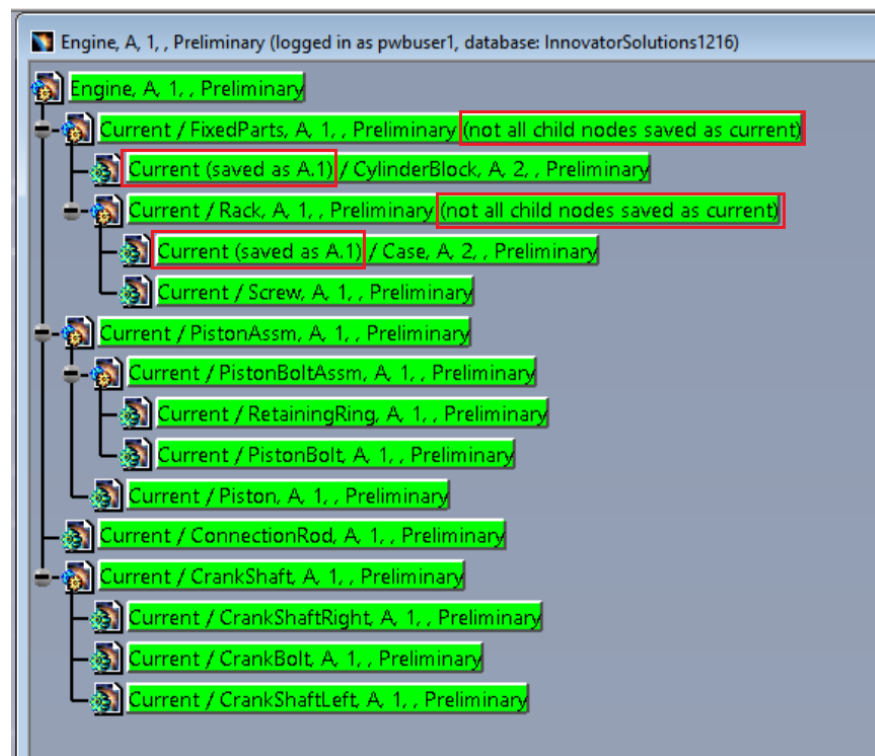 Engine, A, 1, , Preliminary (logged in as pwbuser1, database: InnovatorSolutions1216)
Engine, A, 1, , Preliminary
Current / FixedParts, A, 1, , Preliminary (not all child nodes saved as current)
Current (saved as A.1) / CylinderBlock, A, 2, , Preliminary
Current / Rack, A, 1, , Preliminary (not all child nodes saved as current)
Current (saved as A.1) / Case, A, 2, , Preliminary
Current / Screw, A, 1, , Preliminary
Current / PistonAssm, A, 1, , Preliminary
Current / PistonBoltAssm, A, 1, , Preliminary
Current / RetainingRing, A, 1, , Preliminary
Current / PistonBolt, A, 1, , Preliminary
Current / Piston, A, 1, , Preliminary
Current / ConnectionRod, A, 1, , Preliminary
Current / CrankShaft, A, 1, , Preliminary
Current / CrankShaftRight, A, 1, , Preliminary
Current / CrankBolt, A, 1, , Preliminary
Current / CrankShaftLeft, A, 1, , Preliminary